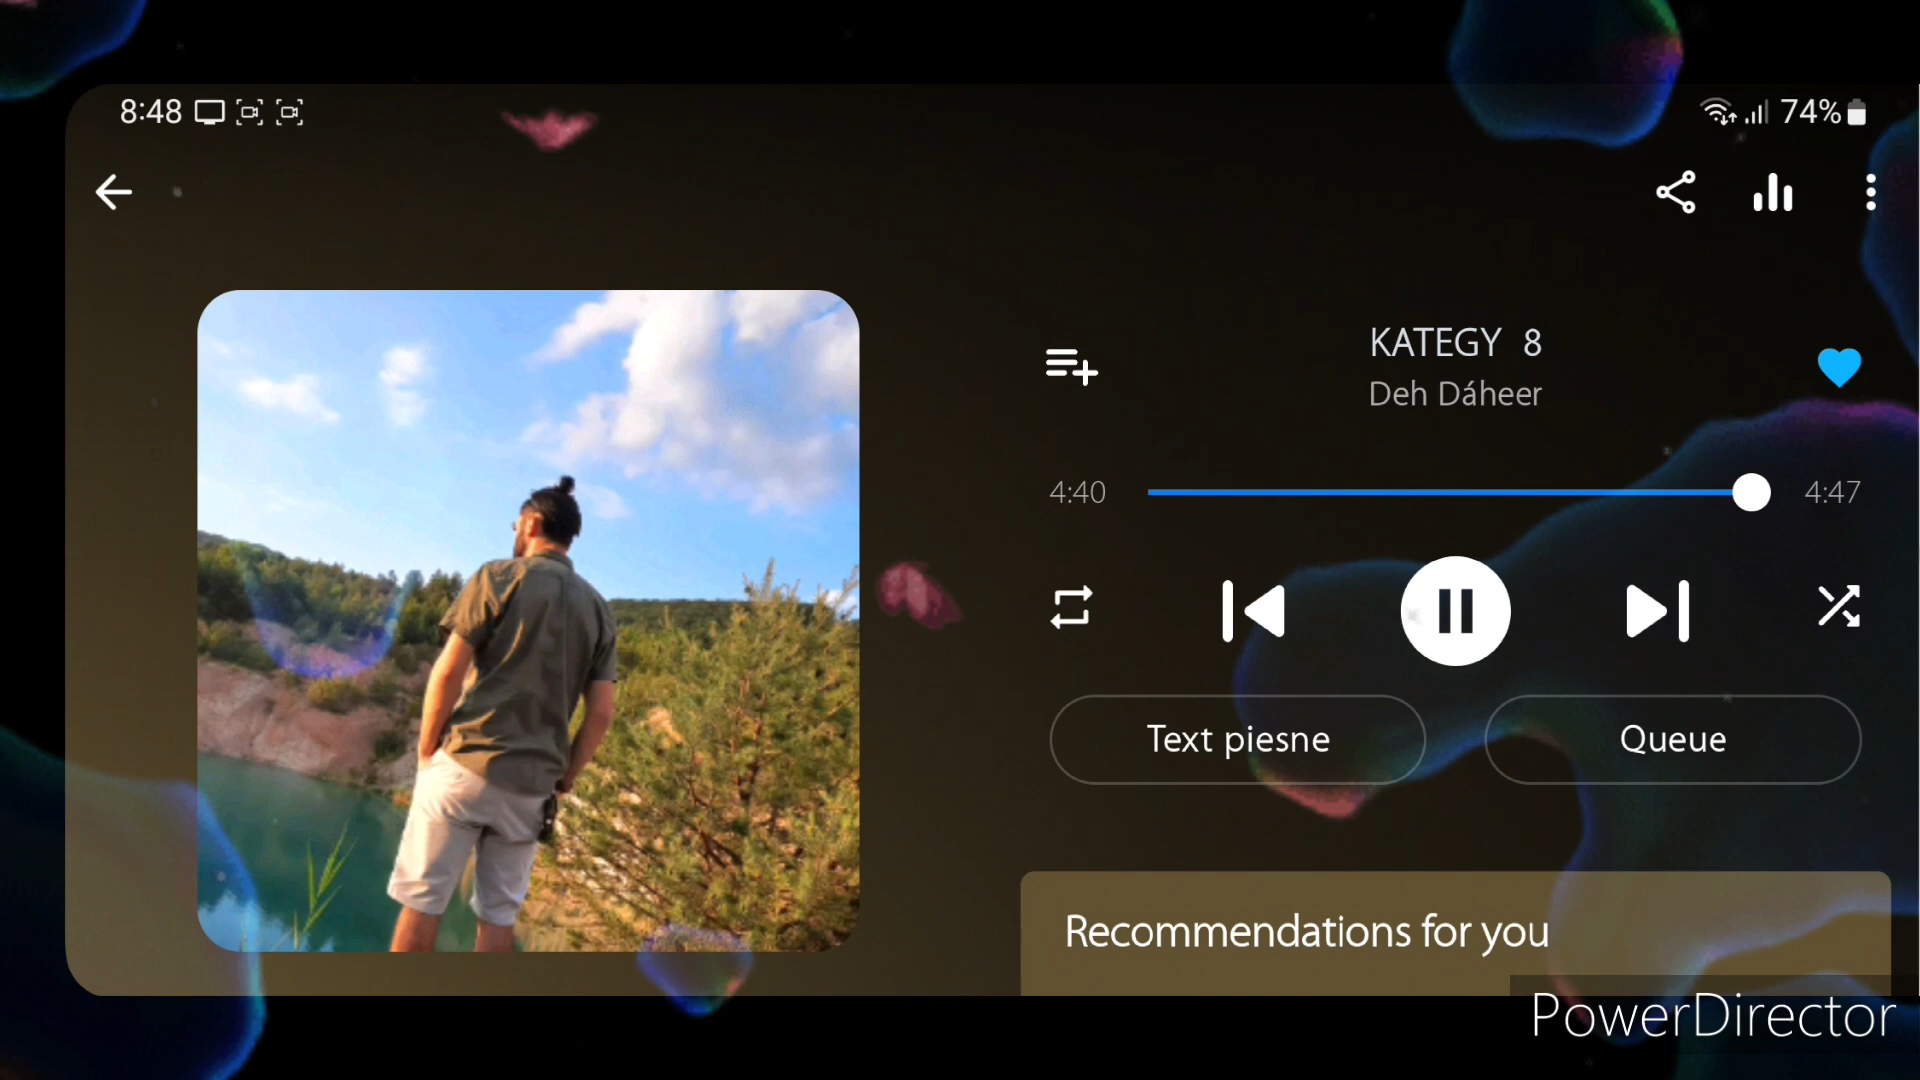 8:48
74%
KATEGY 8
Deh Dáheer
4:40
4:47
Text piesne
Queue
Recommendations for you
PowerDirector